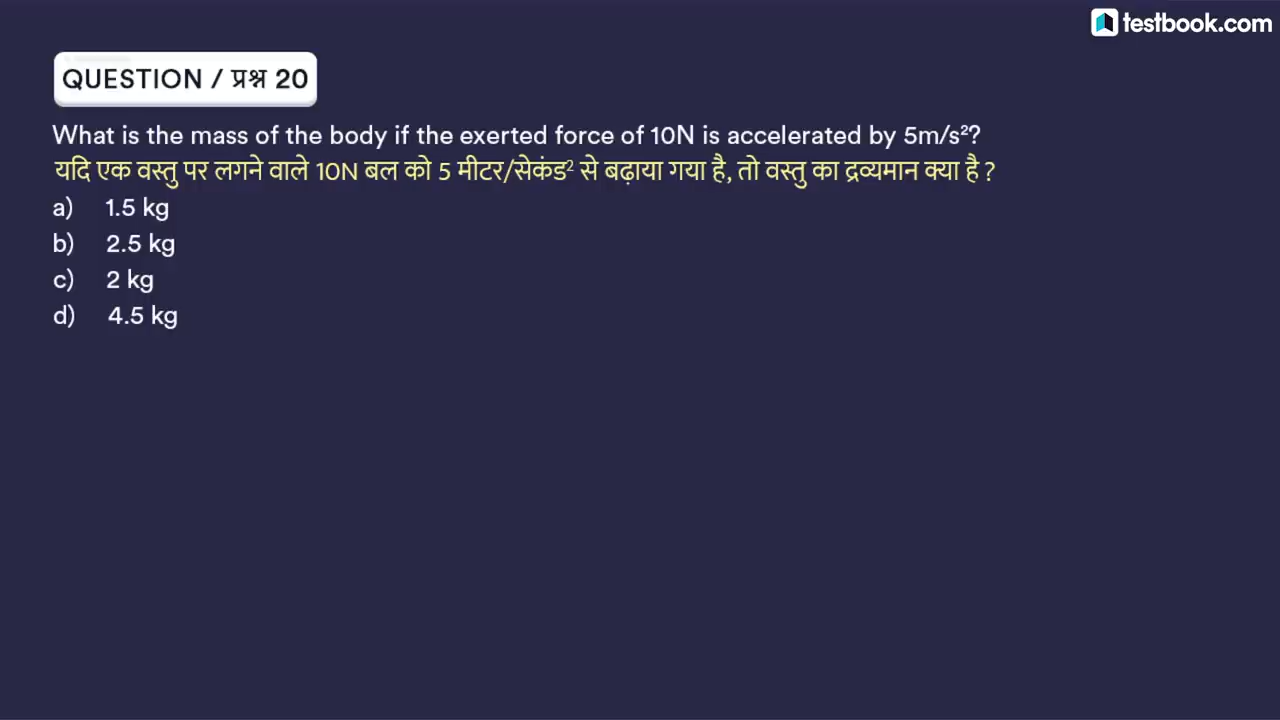 testbook.com
QUESTION / प्रश्न 20
What is the mass of the body if the exerted force of 10N is accelerated by 5m/s²?
यदि एक वस्तु पर लगने वाले 10N बल को 5 मीटर/सेकंड² से बढ़ाया गया है, तो वस्तु का द्रव्यमान क्या है ?
a) 1.5 kg
b) 2.5 kg
c) 2 kg
d) 4.5 kg